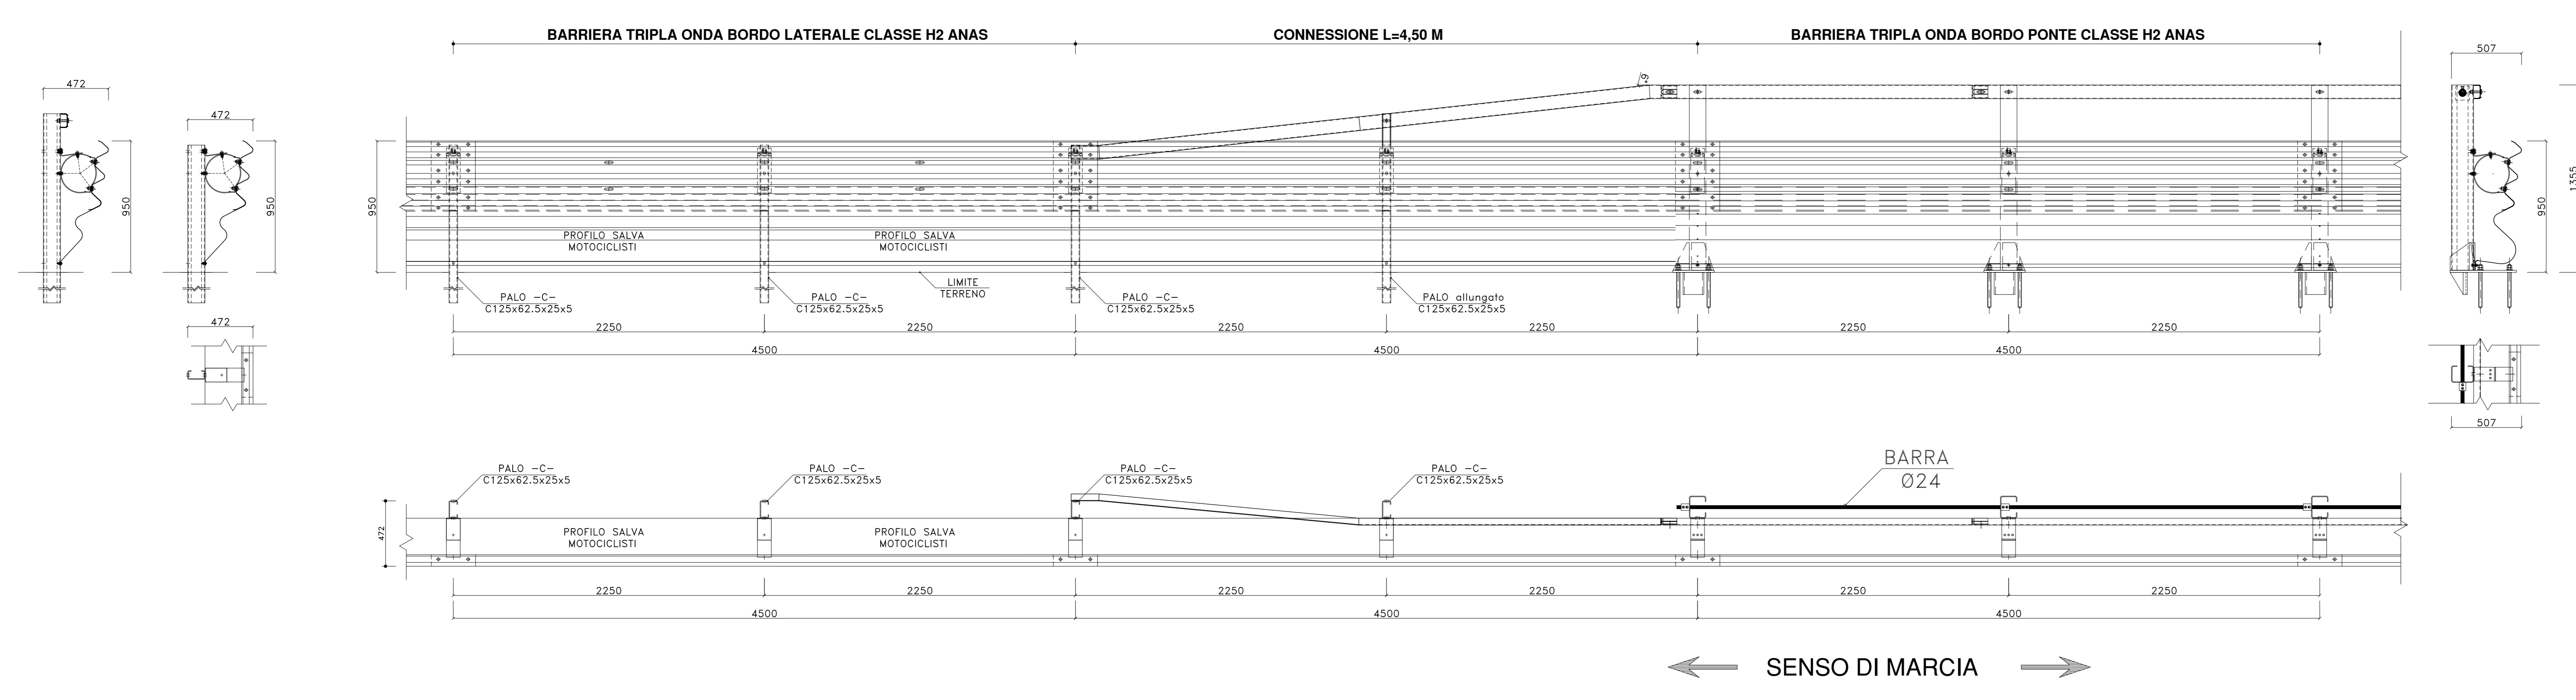 BARRIERA TRIPLA ONDA BORDO LATERALE CLASSE H2 ANAS
CONNESSIONE L=4,50 M
BARRIERA TRIPLA ONDA BORDO PONTE CLASSE H2 ANAS
472
950
472
950
950
9°
507
950
1355
PROFILO SALVA
MOTOCICLISTI
PROFILO SALVA
MOTOCICLISTI
LIMITE
TERRENO
PALO -C-
C125x62.5x25x5
PALO -C-
C125x62.5x25x5
PALO -C-
C125x62.5x25x5
PALO allungato
C125x62.5x25x5
2250
2250
2250
2250
2250
2250
4500
4500
4500
472
507
PALO -C-
C125x62.5x25x5
PALO -C-
C125x62.5x25x5
PALO -C-
C125x62.5x25x5
PALO -C-
C125x62.5x25x5
BARRA
Ø24
472
PROFILO SALVA
MOTOCICLISTI
PROFILO SALVA
MOTOCICLISTI
2250
2250
2250
2250
2250
2250
4500
4500
4500
SENSO DI MARCIA